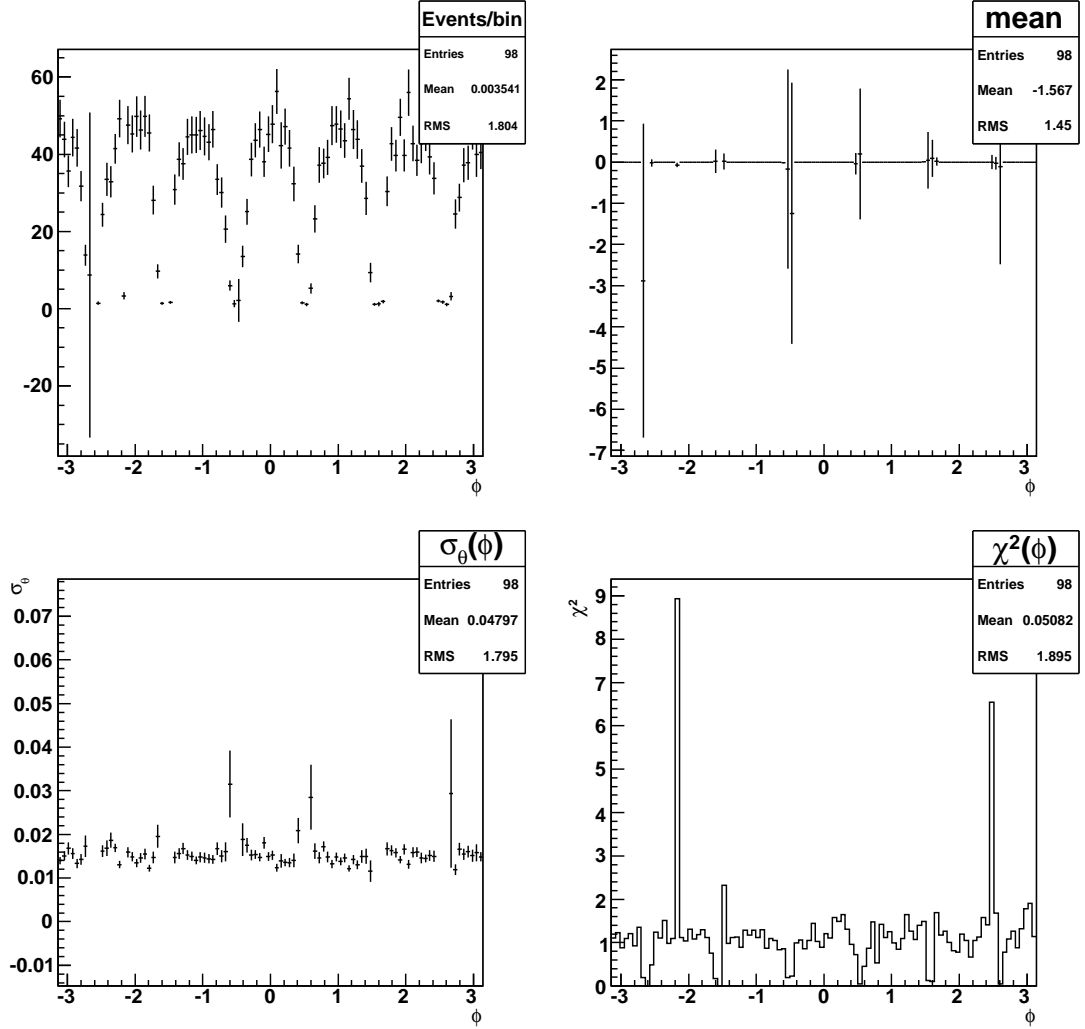 Events/bin
Entries 98
Mean 0.003541
RMS 1.804
60
40
20
0
-20
-3 -2 -1 0 1 2 3
ϕ
mean
Entries 98
Mean -1.567
RMS 1.45
2
1
0
-1
-2
-3
-4
-5
-6
-7
-3 -2 -1 0 1 2 3
ϕ
σθ(ϕ)
Entries 98
Mean 0.04797
RMS 1.795
σθ
0.07
0.06
0.05
0.04
0.03
0.02
0.01
0
-0.01
-3 -2 -1 0 1 2 3
ϕ
χ²(ϕ)
Entries 98
Mean 0.05082
RMS 1.895
χ²
9
8
7
6
5
4
3
2
1
0
-3 -2 -1 0 1 2 3
ϕ